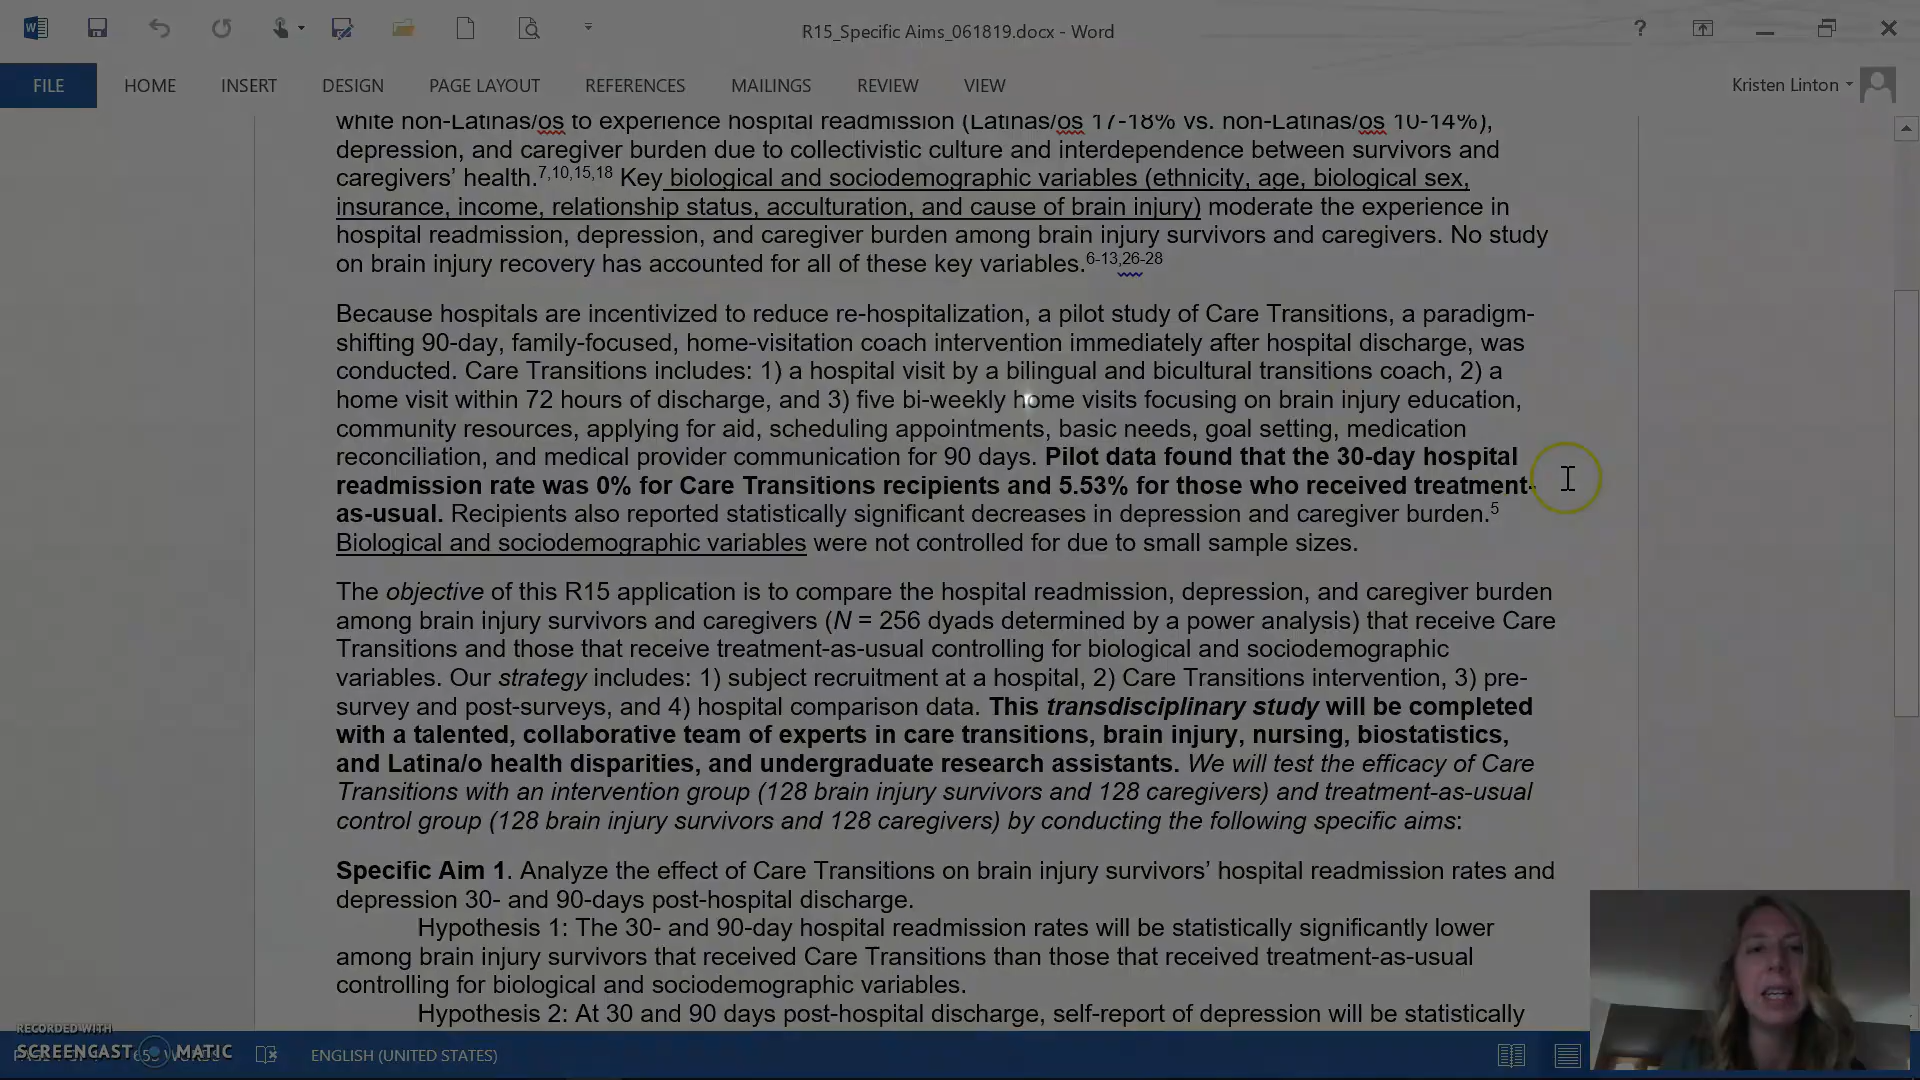 R15_Specific Aims_061819.docx - Word
?
FILE HOME INSERT DESIGN PAGE LAYOUT REFERENCES MAILINGS REVIEW VIEW Kristen Linton
white non-Latinas/os to experience hospital readmission (Latinas/os 17-18% vs. non-Latinas/os 10-14%),
depression, and caregiver burden due to collectivistic culture and interdependence between survivors and
caregivers’ health.7,10,15,18 Key biological and sociodemographic variables (ethnicity, age, biological sex,
insurance, income, relationship status, acculturation, and cause of brain injury) moderate the experience in
hospital readmission, depression, and caregiver burden among brain injury survivors and caregivers. No study
on brain injury recovery has accounted for all of these key variables.6-13,26-28
Because hospitals are incentivized to reduce re-hospitalization, a pilot study of Care Transitions, a paradigm-
shifting 90-day, family-focused, home-visitation coach intervention immediately after hospital discharge, was
conducted. Care Transitions includes: 1) a hospital visit by a bilingual and bicultural transitions coach, 2) a
home visit within 72 hours of discharge, and 3) five bi-weekly home visits focusing on brain injury education,
community resources, applying for aid, scheduling appointments, basic needs, goal setting, medication
reconciliation, and medical provider communication for 90 days. Pilot data found that the 30-day hospital
readmission rate was 0% for Care Transitions recipients and 5.53% for those who received treatment-
as-usual. Recipients also reported statistically significant decreases in depression and caregiver burden.5
Biological and sociodemographic variables were not controlled for due to small sample sizes.
The objective of this R15 application is to compare the hospital readmission, depression, and caregiver burden
among brain injury survivors and caregivers (N = 256 dyads determined by a power analysis) that receive Care
Transitions and those that receive treatment-as-usual controlling for biological and sociodemographic
variables. Our strategy includes: 1) subject recruitment at a hospital, 2) Care Transitions intervention, 3) pre-
survey and post-surveys, and 4) hospital comparison data. This transdisciplinary study will be completed
with a talented, collaborative team of experts in care transitions, brain injury, nursing, biostatistics,
and Latina/o health disparities, and undergraduate research assistants. We will test the efficacy of Care
Transitions with an intervention group (128 brain injury survivors and 128 caregivers) and treatment-as-usual
control group (128 brain injury survivors and 128 caregivers) by conducting the following specific aims:
Specific Aim 1. Analyze the effect of Care Transitions on brain injury survivors’ hospital readmission rates and
depression 30- and 90-days post-hospital discharge.
Hypothesis 1: The 30- and 90-day hospital readmission rates will be statistically significantly lower
among brain injury survivors that received Care Transitions than those that received treatment-as-usual
controlling for biological and sociodemographic variables.
Hypothesis 2: At 30 and 90 days post-hospital discharge, self-report of depression will be statistically
RECORDED WITH
SCREENCAST MATIC
ENGLISH (UNITED STATES)